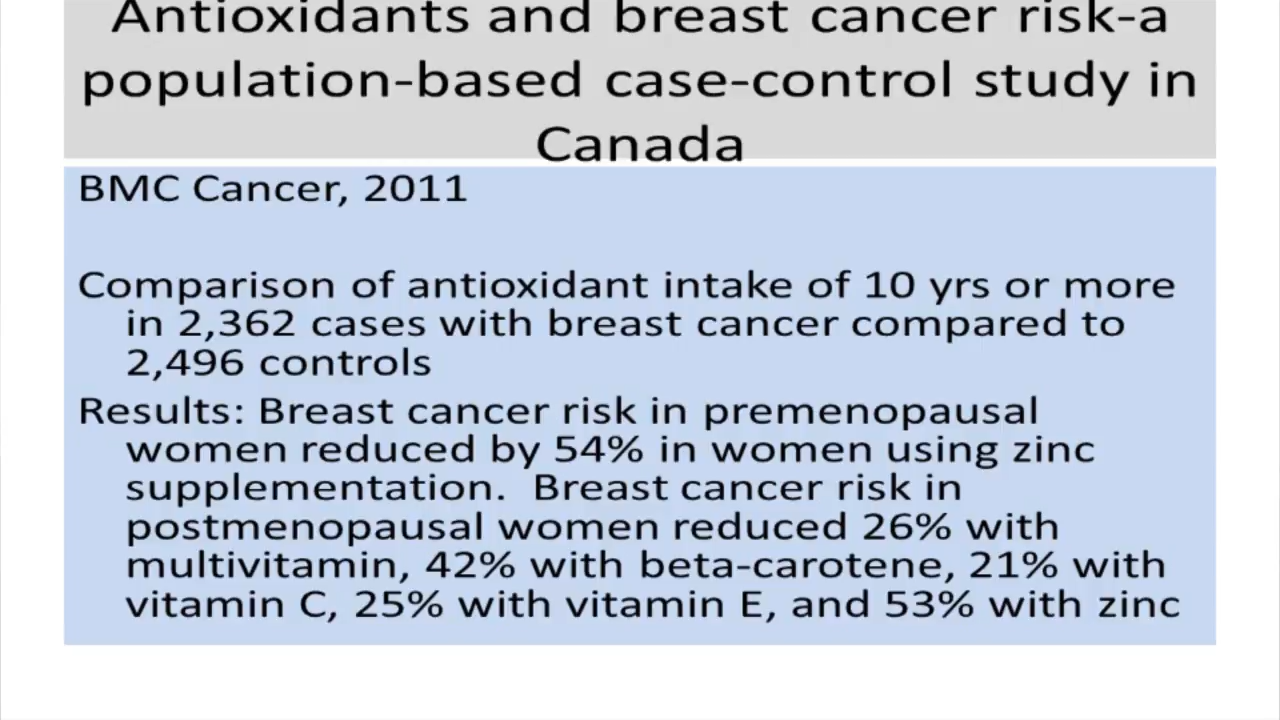 Antioxidants and breast cancer risk-a
population-based case-control study in
Canada
BMC Cancer, 2011
Comparison of antioxidant intake of 10 yrs or more
in 2,362 cases with breast cancer compared to
2,496 controls
Results: Breast cancer risk in premenopausal
women reduced by 54% in women using zinc
supplementation.  Breast cancer risk in
postmenopausal women reduced 26% with
multivitamin, 42% with beta-carotene, 21% with
vitamin C, 25% with vitamin E, and 53% with zinc